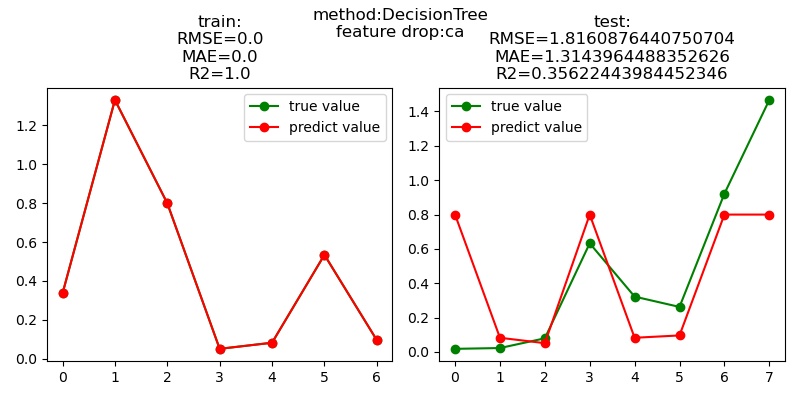 method:DecisionTree
feature drop:ca
train:
RMSE=0.0
MAE=0.0
R2=1.0
true value
predict value
1.2
1.0
0.8
0.6
0.4
0.2
0.0
0 1 2 3 4 5 6
test:
RMSE=1.8160876440750704
MAE=1.3143964488352626
R2=0.35622443984452346
true value
predict value
1.4
1.2
1.0
0.8
0.6
0.4
0.2
0.0
0 1 2 3 4 5 6 7